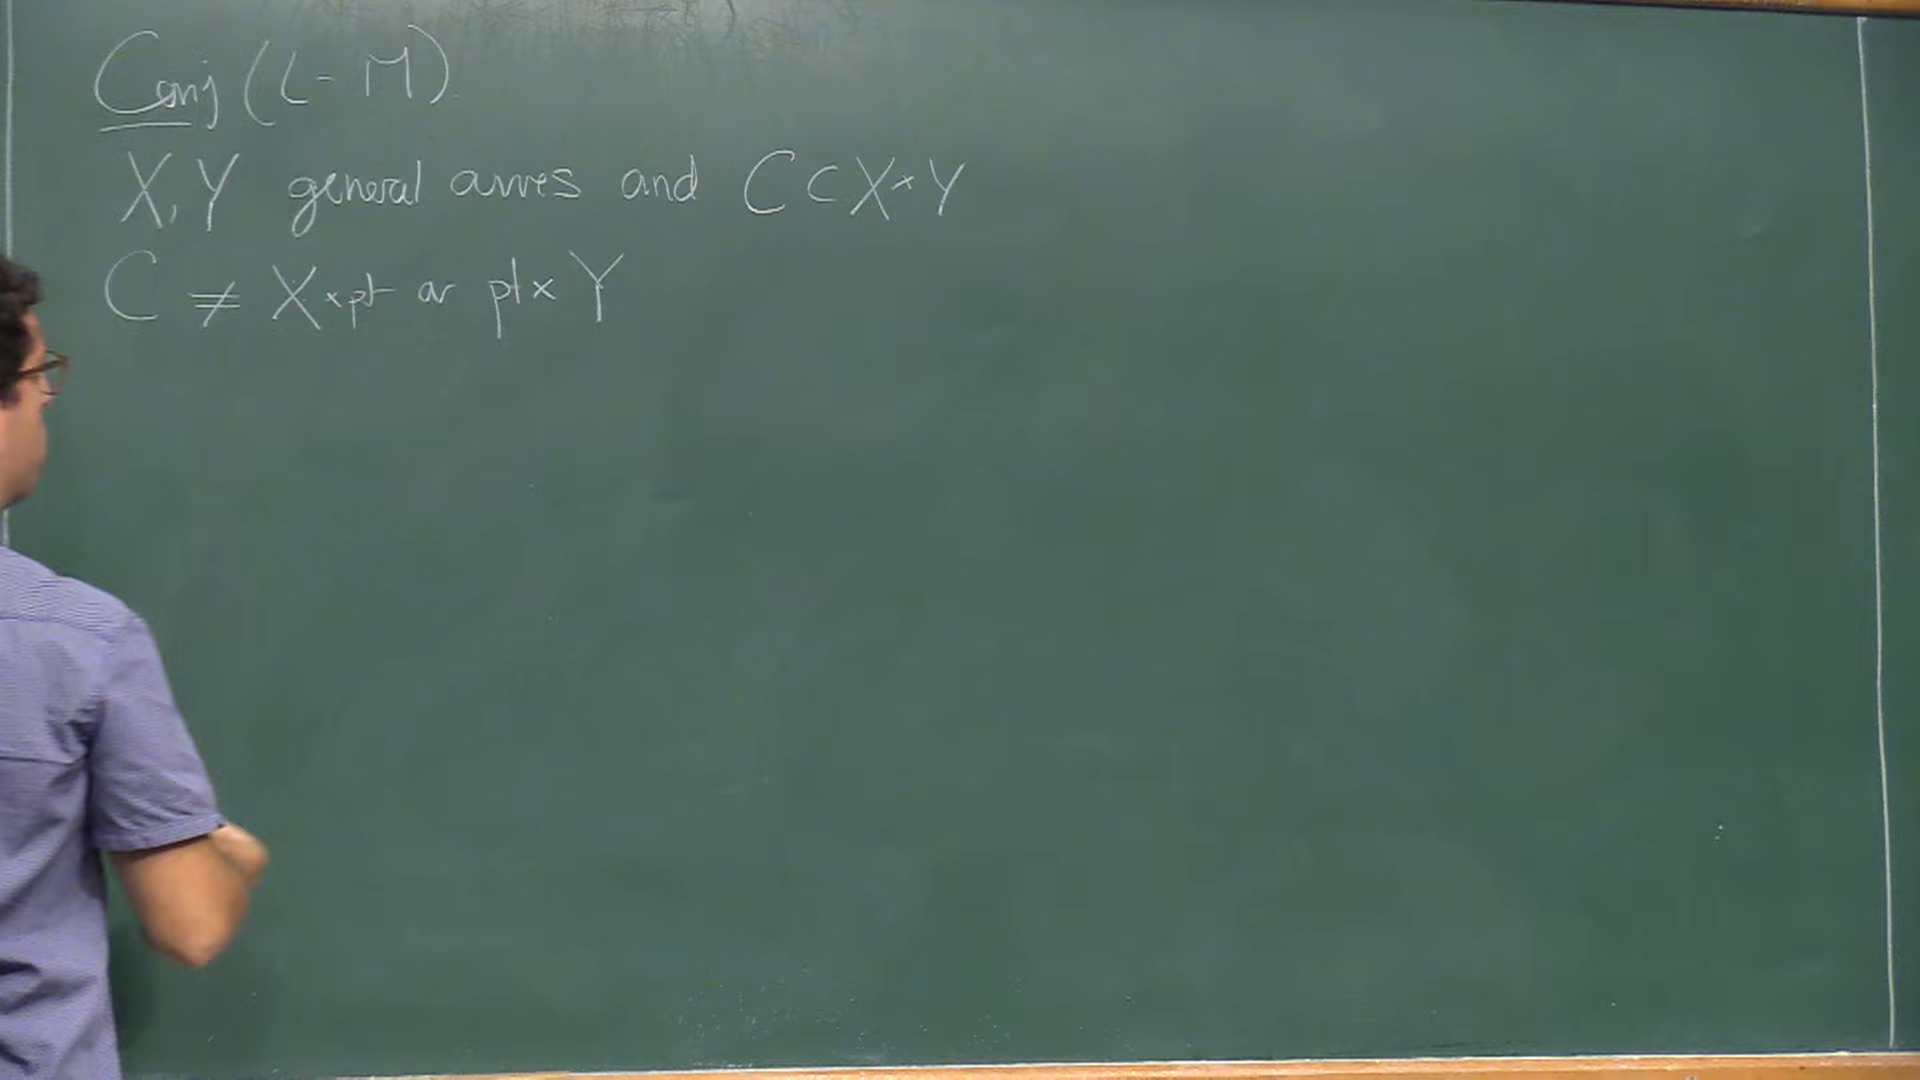 Conj (L-M)
X, Y general curves and C ⊂ X × Y
C ≠ X × pt or pt × Y